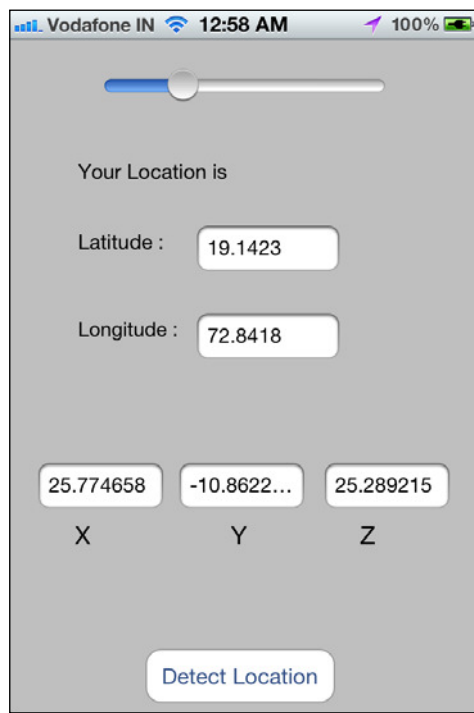 Vodafone IN 12:58 AM 100%
Your Location is
Latitude : 19.1423
Longitude : 72.8418
25.774658 -10.8622... 25.289215
X Y Z
Detect Location